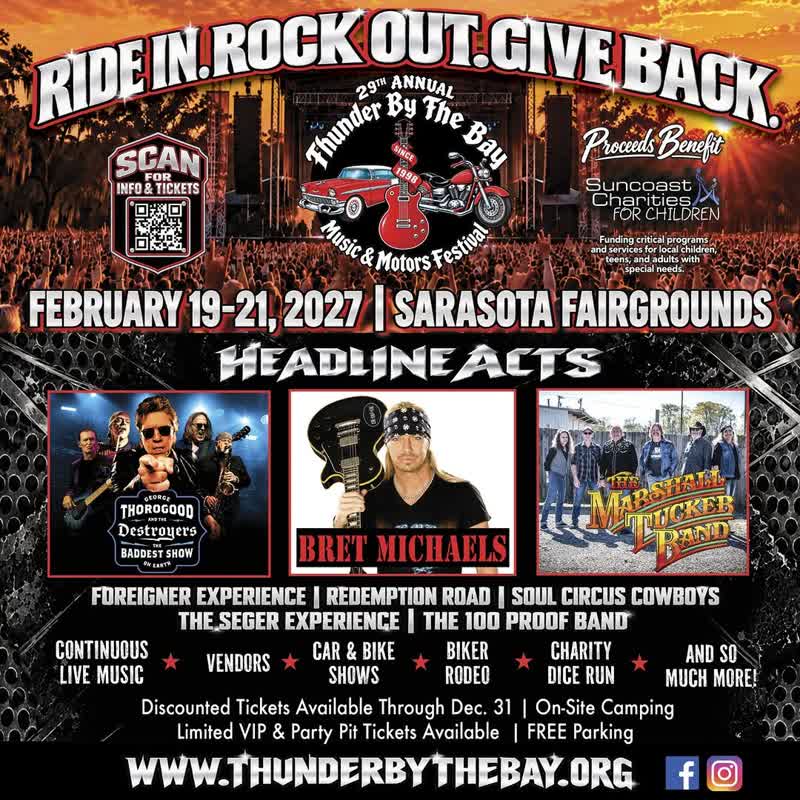 RIDE IN. ROCK OUT. GIVE BACK.
29TH ANNUAL
Thunder By The Bay
SINCE
1998
Music & Motors Festival
SCAN
FOR
INFO & TICKETS
Proceeds Benefit
Suncoast
Charities
FOR CHILDREN
Funding critical programs
and services for local children,
teens, and adults with
special needs.
FEBRUARY 19-21, 2027 | SARASOTA FAIRGROUNDS
HEADLINE ACTS
GEORGE
THOROGOOD
AND THE
Destroyers
THE
BADDEST SHOW
ON EARTH
BRET MICHAELS
THE
MARSHALL
TUCKER
BAND
FOREIGNER EXPERIENCE | REDEMPTION ROAD | SOUL CIRCUS COWBOYS
THE SEGER EXPERIENCE | THE 100 PROOF BAND
CONTINUOUS
LIVE MUSIC
VENDORS
CAR & BIKE
SHOWS
BIKER
RODEO
CHARITY
DICE RUN
AND SO
MUCH MORE!
Discounted Tickets Available Through Dec. 31 | On-Site Camping
Limited VIP & Party Pit Tickets Available | FREE Parking
WWW.THUNDERBYTHEBAY.ORG